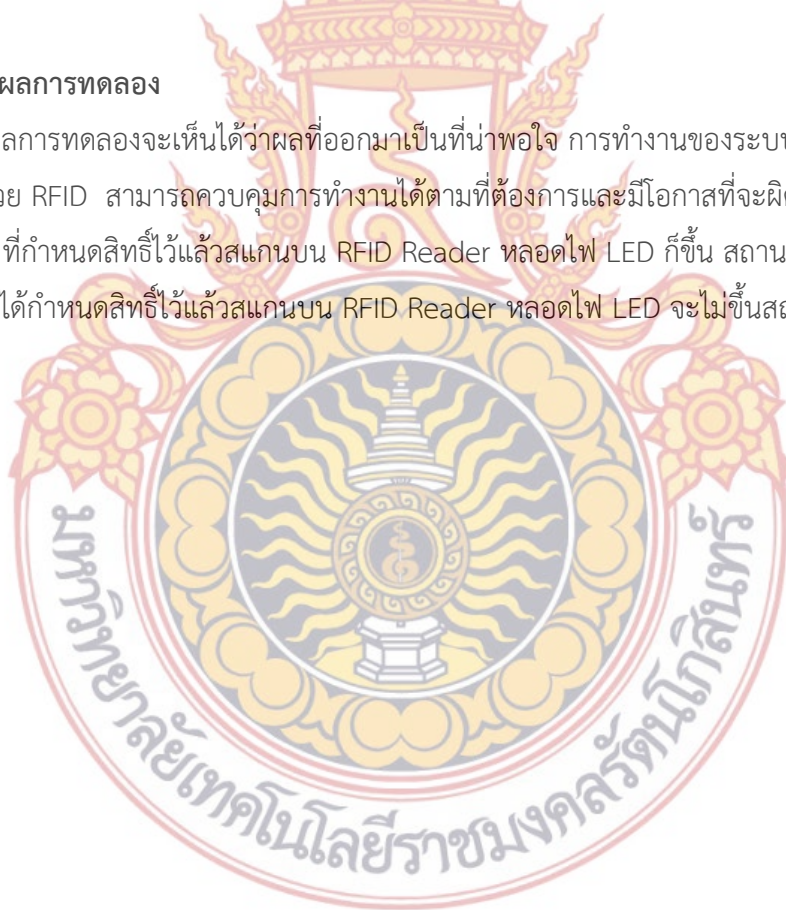 ผลการทดลอง
ลการทดลองจะเห็นได้ว่าผลที่ออกมาเป็นที่น่าพอใจ การทำงานของระบบ
วย RFID สามารถควบคุมการทำงานได้ตามที่ต้องการและมีโอกาสที่จะผิด
ที่กำหนดสิทธิ์ไว้แล้วสแกนบน RFID Reader หลอดไฟ LED ก็ขึ้น สถาน
ได้กำหนดสิทธิ์ไว้แล้วสแกนบน RFID Reader หลอดไฟ LED จะไม่ขึ้นสถ
มหาวิทยาลัยเทคโนโลยีราชมงคลรัตนโกสินทร์